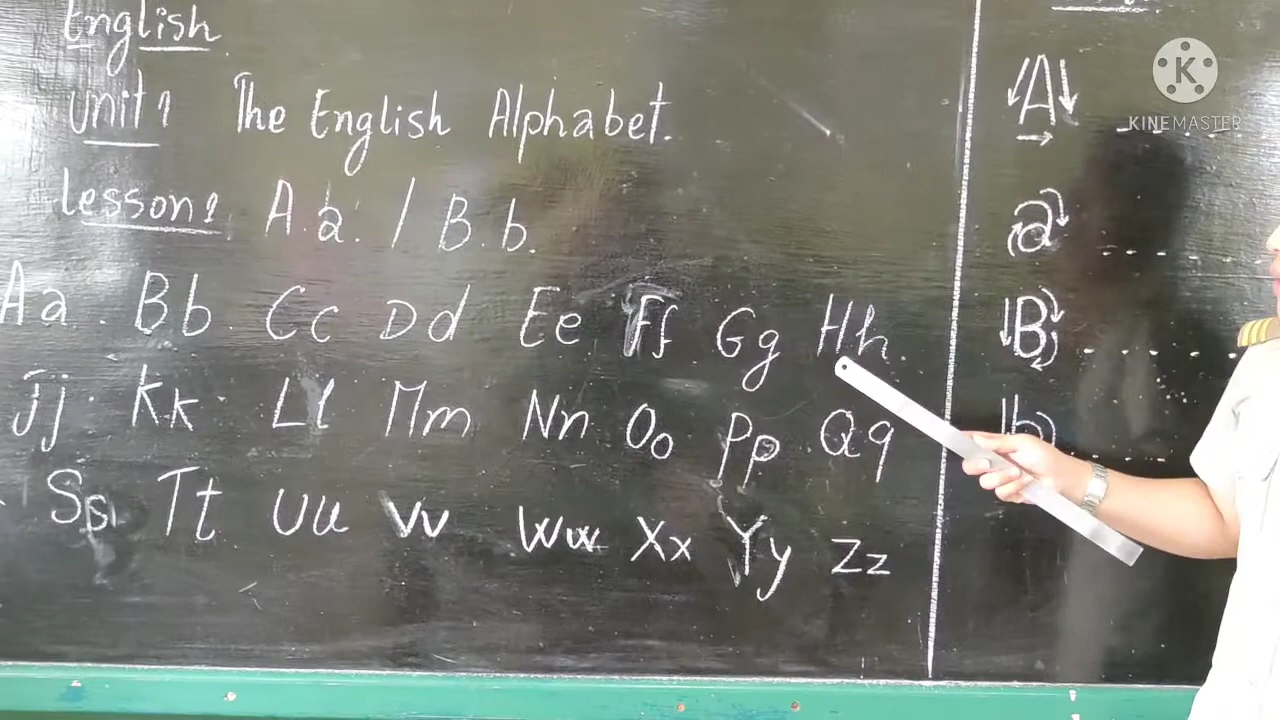 English
Unit 1 The English Alphabet.
Lesson 1 A.a. / B.b.
Aa. Bb. Cc Dd Ee Ff Gg Hh.
Jj. Kk. Ll Mm Nn Oo Pp Qq
Ss Tt Uu Vv Ww Xx Yy Zz
A
a
B
b
K
KINEMASTER